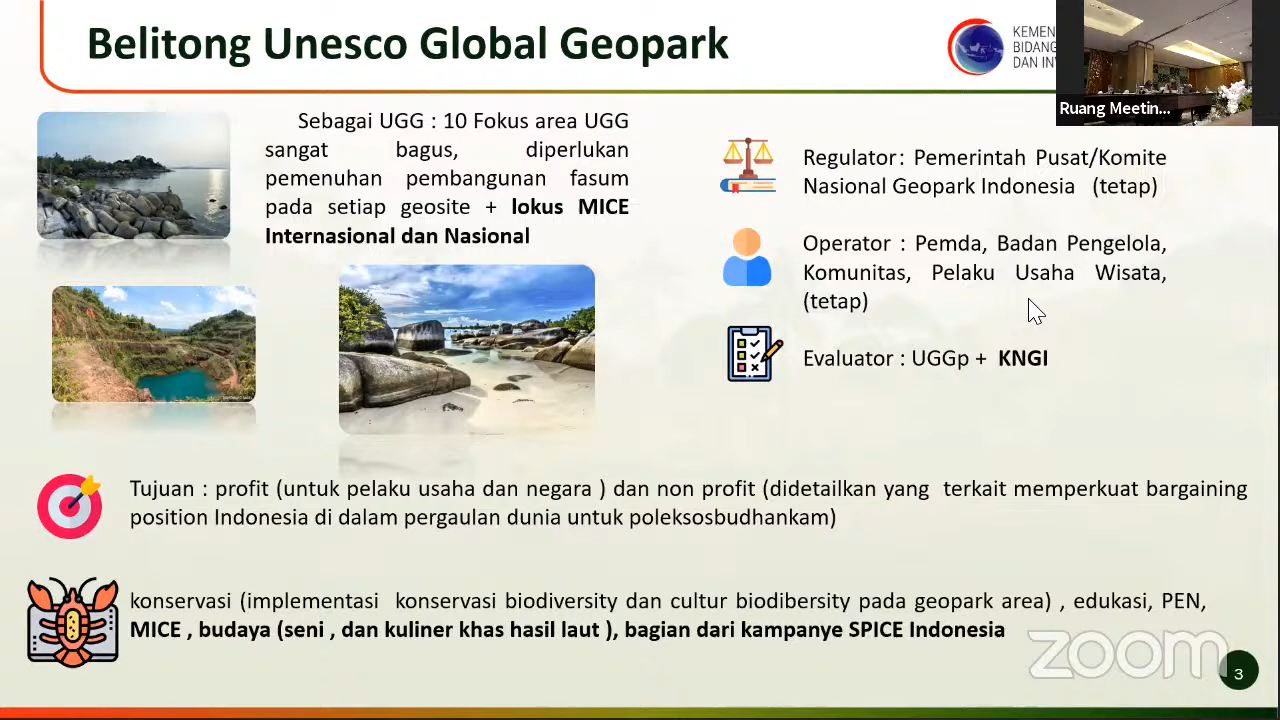 Belitong Unesco Global Geopark
KEMEN
BIDANG
DAN IN
Ruang Meetin...
Sebagai UGG : 10 Fokus area UGG
sangat bagus, diperlukan
pemenuhan pembangunan fasum
pada setiap geosite + lokus MICE
Internasional dan Nasional
Regulator: Pemerintah Pusat/Komite
Nasional Geopark Indonesia (tetap)
Operator : Pemda, Badan Pengelola,
Komunitas, Pelaku Usaha Wisata,
(tetap)
Evaluator : UGGp + KNGI
Tujuan : profit (untuk pelaku usaha dan negara ) dan non profit (didetailkan yang terkait memperkuat bargaining
position Indonesia di dalam pergaulan dunia untuk poleksosbudhankam)
konservasi (implementasi konservasi biodiversity dan cultur biodibersity pada geopark area) , edukasi, PEN,
MICE , budaya (seni , dan kuliner khas hasil laut ), bagian dari kampanye SPICE Indonesia
zoom
3